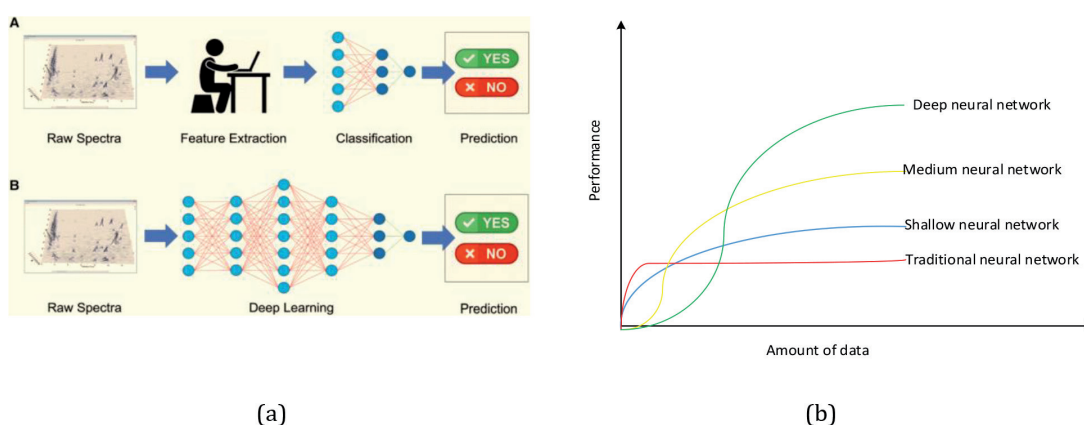 A
YES
NO
Raw Spectra
Feature Extraction
Classification
Prediction
B
YES
NO
Raw Spectra
Deep Learning
Prediction
(a)
Performance
Deep neural network
Medium neural network
Shallow neural network
Traditional neural network
Amount of data
(b)